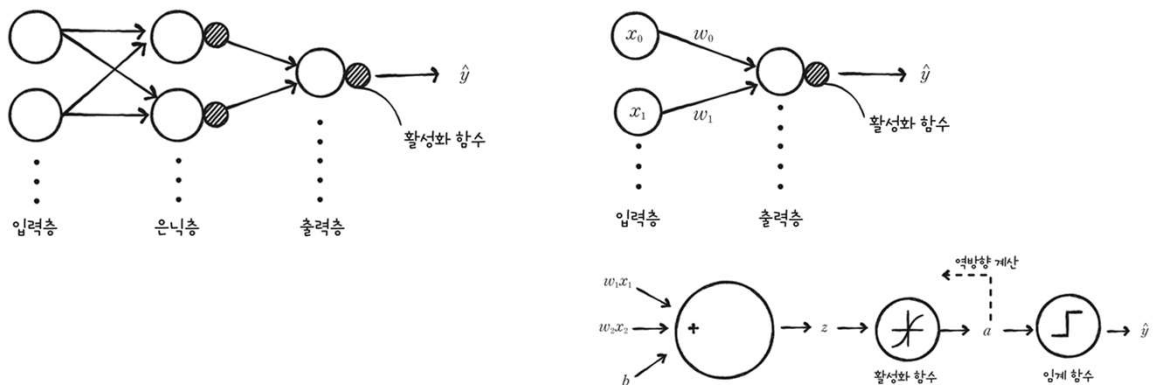 ŷ
활성화 함수
입력층
은닉층
출력층
x₀
w₀
x₁
w₁
ŷ
활성화 함수
입력층
출력층
역방향 계산
w₁x₁
w₂x₂
b
+
z
a
ŷ
활성화 함수
임계 함수